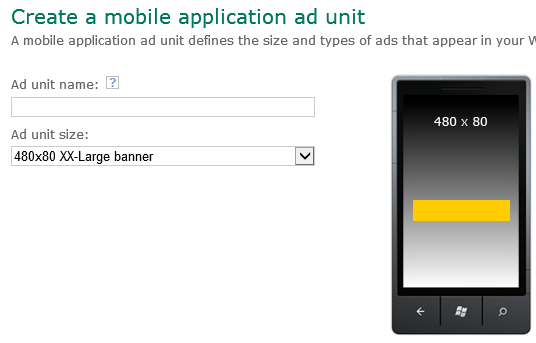 Create a mobile application ad unit
A mobile application ad unit defines the size and types of ads that appear in your
Ad unit name: ?
Ad unit size:
480x80 XX-Large banner
480 x 80